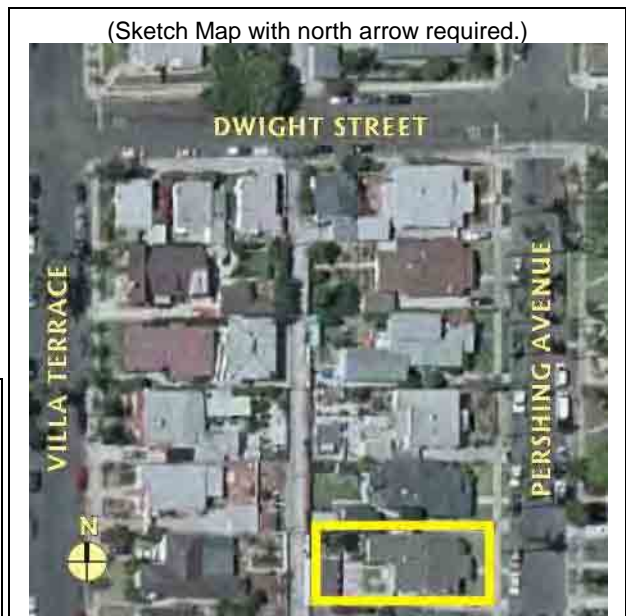 (Sketch Map with north arrow required.)
DWIGHT STREET
VILLA TERRACE
PERSHING AVENUE
N